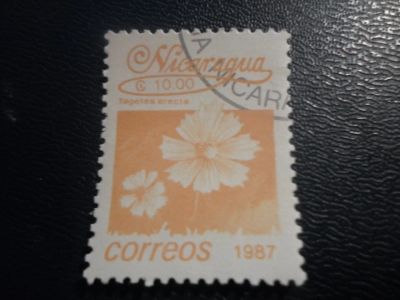 Nicaragua
₡ 10.00
Tagetes erecta
A NICARA
correos 1987